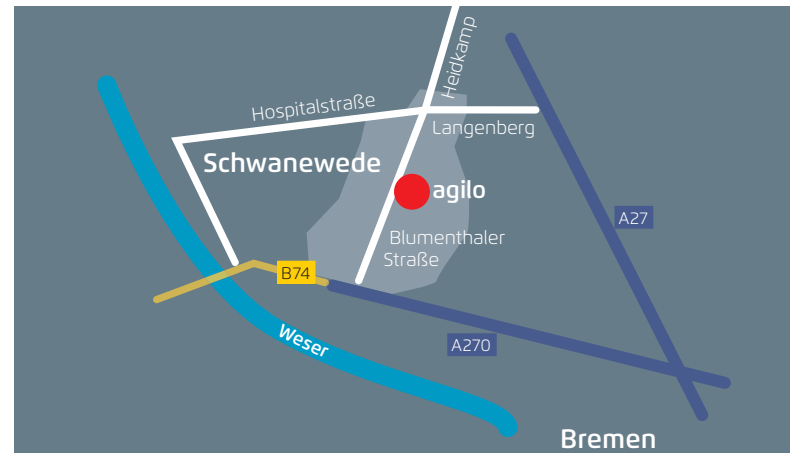 Heidkamp
Hospitalstraße
Langenberg
Schwanewede
agilo
A27
Blumenthaler
Straße
B74
Weser
A270
Bremen